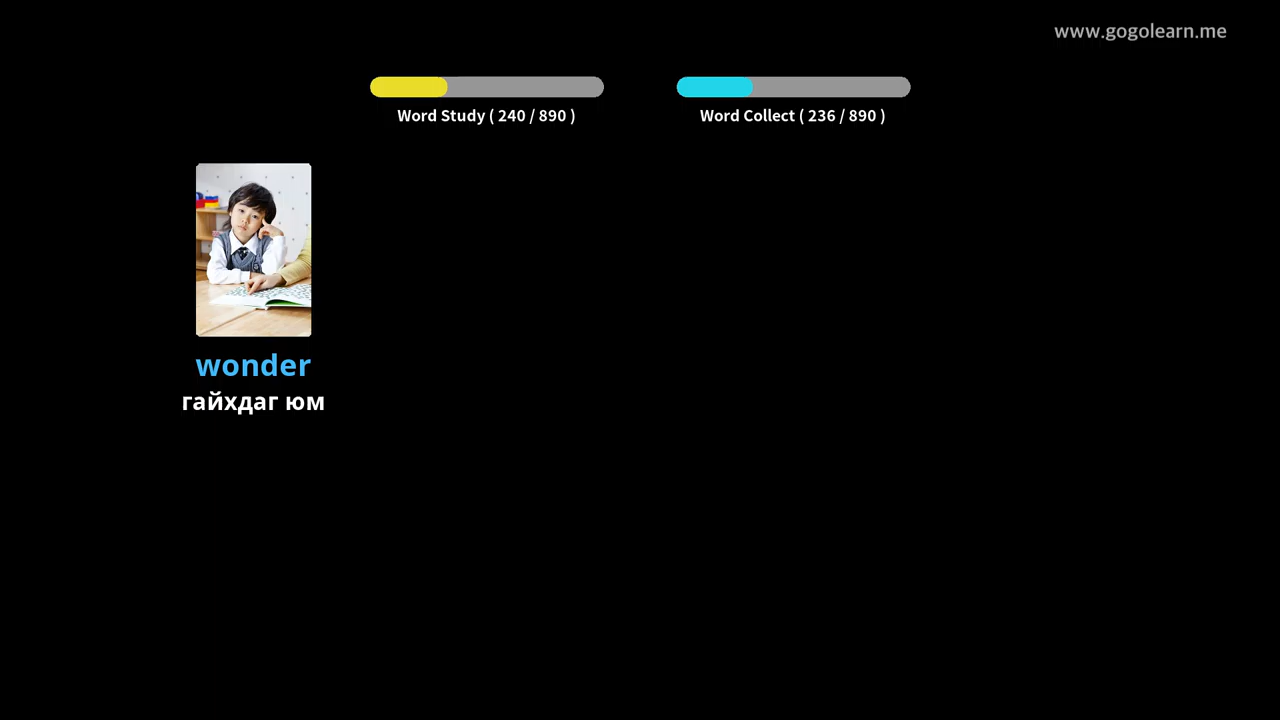 www.gogolearn.me
Word Study ( 240 / 890 )
Word Collect ( 236 / 890 )
wonder
гайхдаг юм